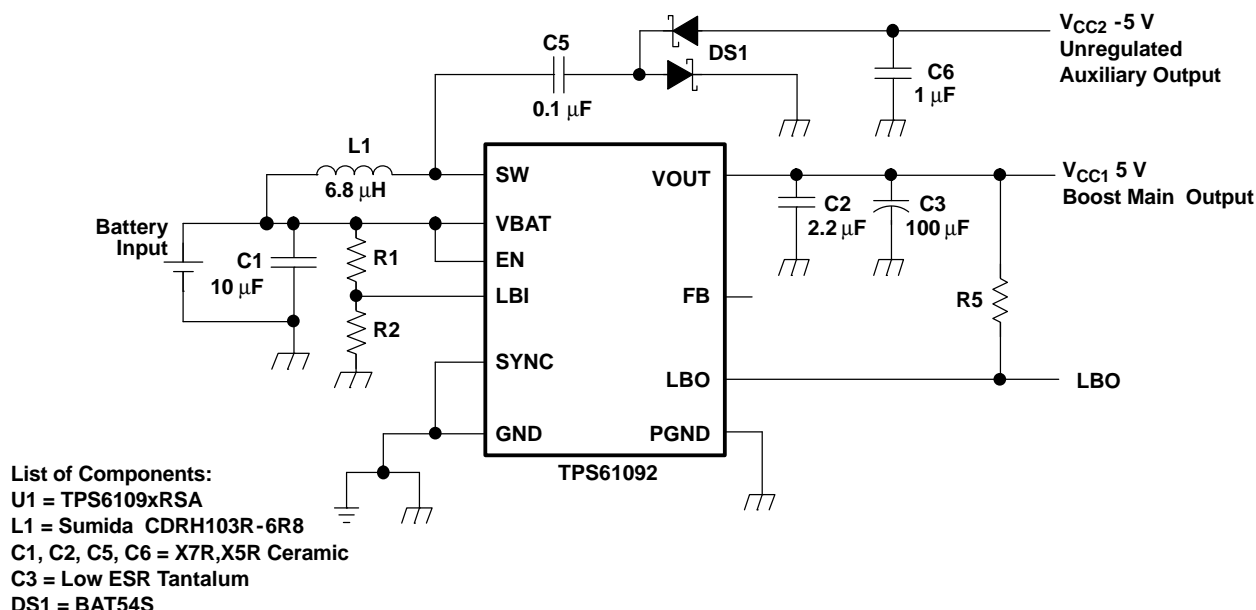 V_CC2 -5 V
Unregulated
Auxiliary Output
C5
0.1 μF
DS1
C6
1 μF
L1
6.8 μH
SW
VOUT
V_CC1 5 V
Boost Main Output
Battery
Input
VBAT
C1
10 μF
R1
EN
C2
2.2 μF
C3
100 μF
LBI
FB
R5
R2
SYNC
LBO
LBO
GND
PGND
TPS61092
List of Components:
U1 = TPS6109xRSA
L1 = Sumida CDRH103R-6R8
C1, C2, C5, C6 = X7R,X5R Ceramic
C3 = Low ESR Tantalum
DS1 = BAT54S